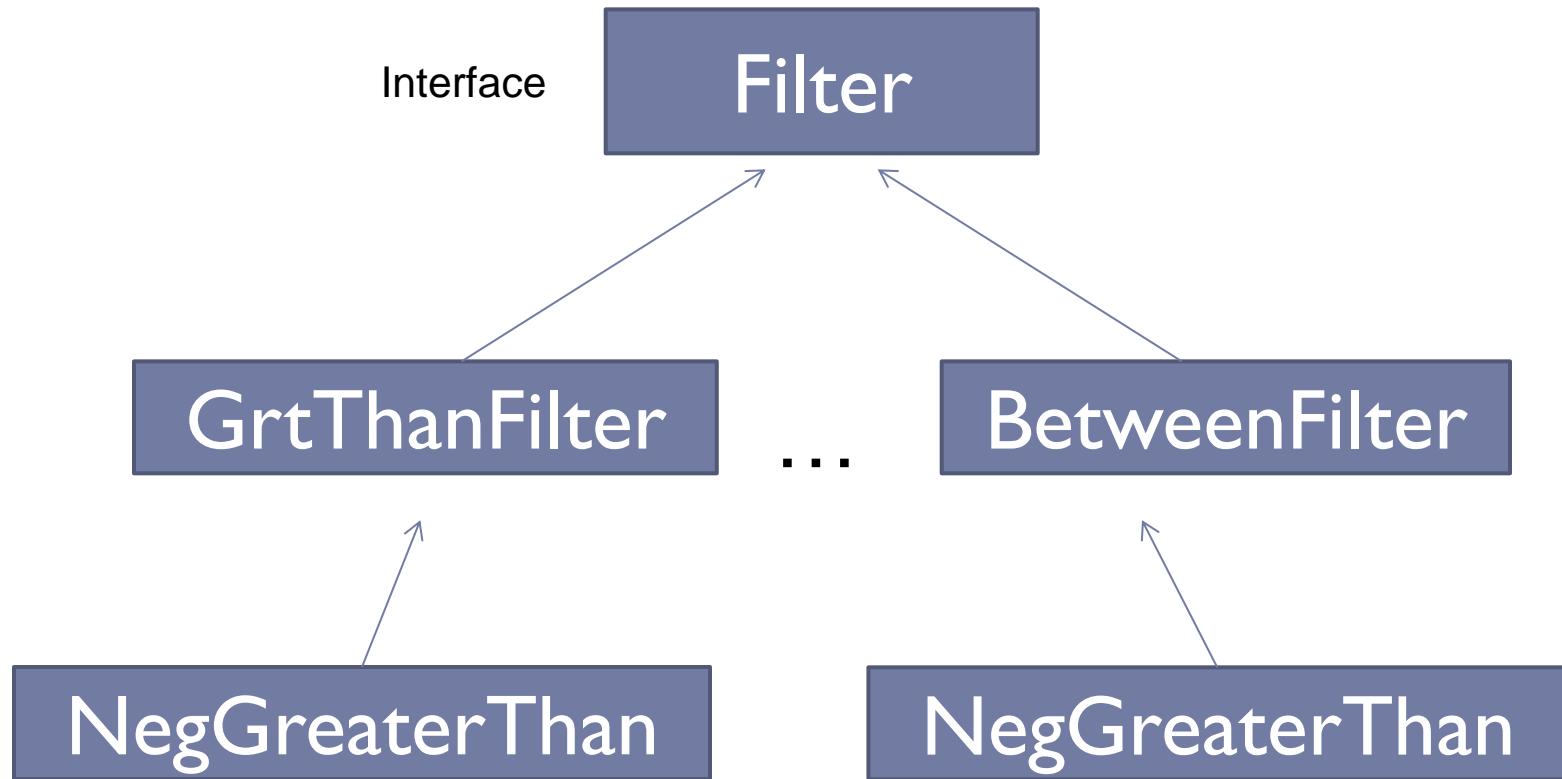 Interface
Filter
GrtThanFilter
...
BetweenFilter
NegGreaterThan
NegGreaterThan